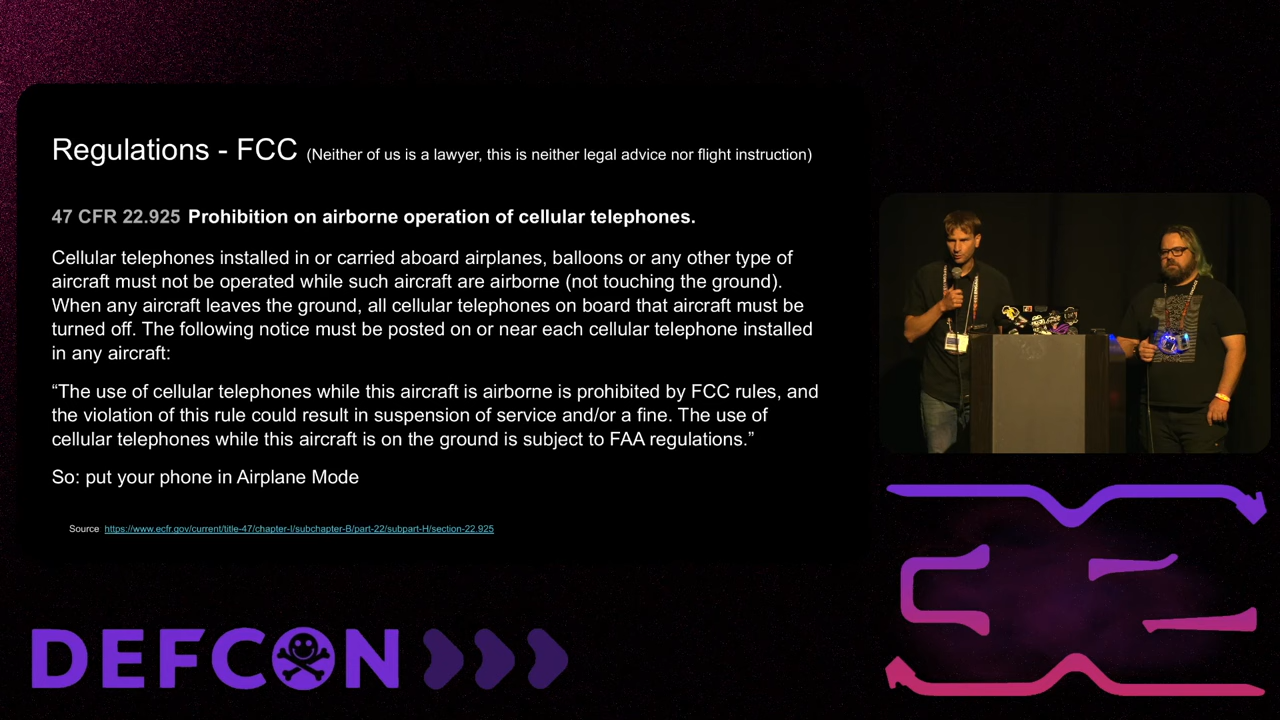 Regulations - FCC (Neither of us is a lawyer, this is neither legal advice nor flight instruction)
47 CFR 22.925 Prohibition on airborne operation of cellular telephones.
Cellular telephones installed in or carried aboard airplanes, balloons or any other type of
aircraft must not be operated while such aircraft are airborne (not touching the ground).
When any aircraft leaves the ground, all cellular telephones on board that aircraft must be
turned off. The following notice must be posted on or near each cellular telephone installed
in any aircraft:
“The use of cellular telephones while this aircraft is airborne is prohibited by FCC rules, and
the violation of this rule could result in suspension of service and/or a fine. The use of
cellular telephones while this aircraft is on the ground is subject to FAA regulations.”
So: put your phone in Airplane Mode
Source https://www.ecfr.gov/current/title-47/chapter-I/subchapter-B/part-22/subpart-H/section-22.925
DEFCON